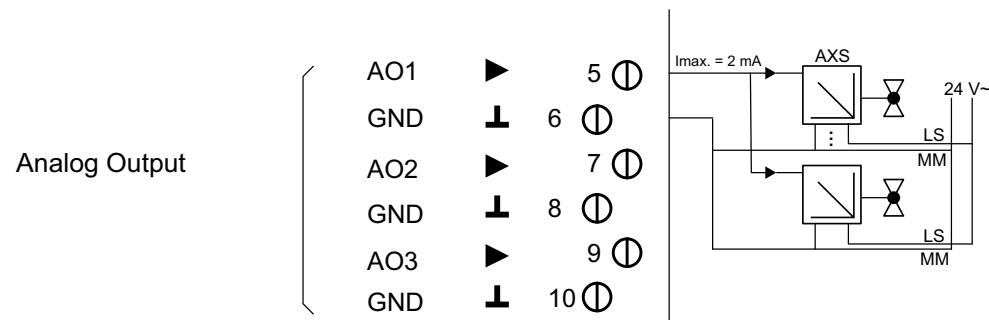 Analog Output
AO1 5
GND 6
AO2 7
GND 8
AO3 9
GND 10
Imax. = 2 mA
AXS
24 V~
LS
MM
LS
MM